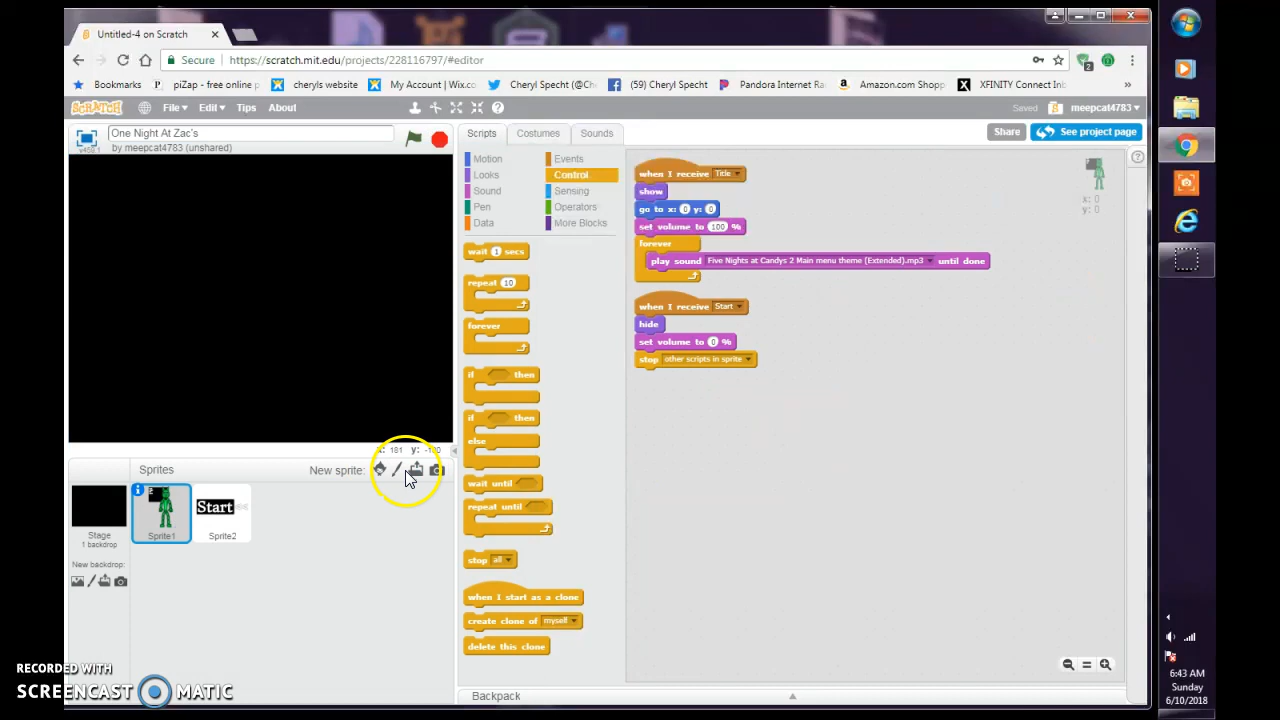 Untitled-4 on Scratch
Secure https://scratch.mit.edu/projects/228116797/#editor
Bookmarks piZap - free online p cheryls website My Account | Wix.co Cheryl Specht (@ch (59) Cheryl Specht Pandora Internet Ra Amazon.com Shopp XFINITY Connect Inb »
SCRATCH File Edit Tips About Saved meepcat4783
One Night At Zac's
by meepcat4783 (unshared)
v458.1
Share See project page
Scripts Costumes Sounds
Motion Events
Looks Control
Sound Sensing
Pen Operators
Data More Blocks
wait 1 secs
repeat 10
forever
if then
if then
else
wait until
repeat until
stop all
when I start as a clone
create clone of myself
delete this clone
when I receive Title
show
go to x: 0 y: 0
set volume to 100 %
forever
play sound Five Nights at Candys 2 Main menu theme (Extended).mp3 until done
when I receive Start
hide
set volume to 0 %
stop other scripts in sprite
x: 0
y: 0
x: 181 y:
Sprites New sprite:
Stage
1 backdrop
New backdrop:
Sprite1
Start
Sprite2
Backpack
RECORDED WITH
SCREENCAST MATIC
6:43 AM
Sunday
6/10/2018